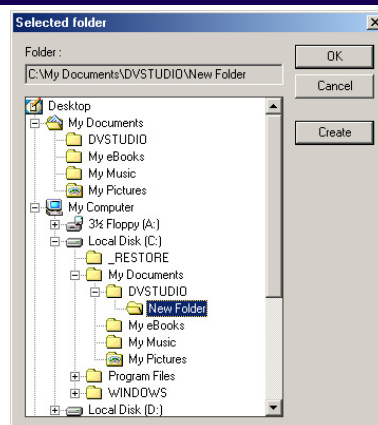 Selected folder
Folder :
C:\My Documents\DVSTUDIO\New Folder
OK
Cancel
Create
Desktop
My Documents
DVSTUDIO
My eBooks
My Music
My Pictures
My Computer
3½ Floppy (A:)
Local Disk (C:)
_RESTORE
My Documents
DVSTUDIO
New Folder
My eBooks
My Music
My Pictures
Program Files
WINDOWS
Local Disk (D:)